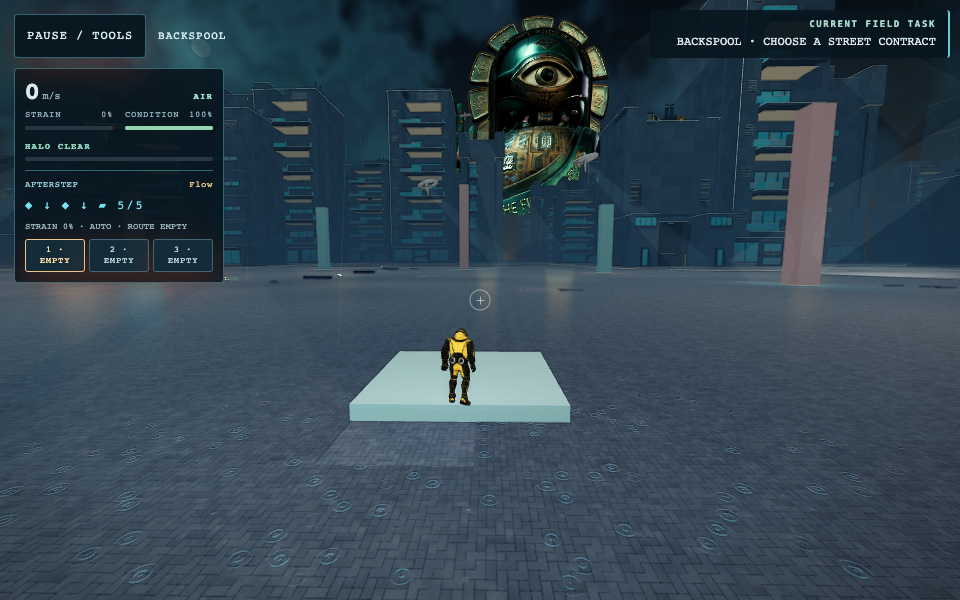 PAUSE / TOOLS
BACKSPOOL
CURRENT FIELD TASK
BACKSPOOL · CHOOSE A STREET CONTRACT
0 m/s
AIR
STRAIN 0% CONDITION 100%
HALO CLEAR
AFTERSTEP Flow
◆ ↓ ◆ ↓ ▰ 5/5
STRAIN 0% · AUTO · ROUTE EMPTY
1 · EMPTY
2 · EMPTY
3 · EMPTY